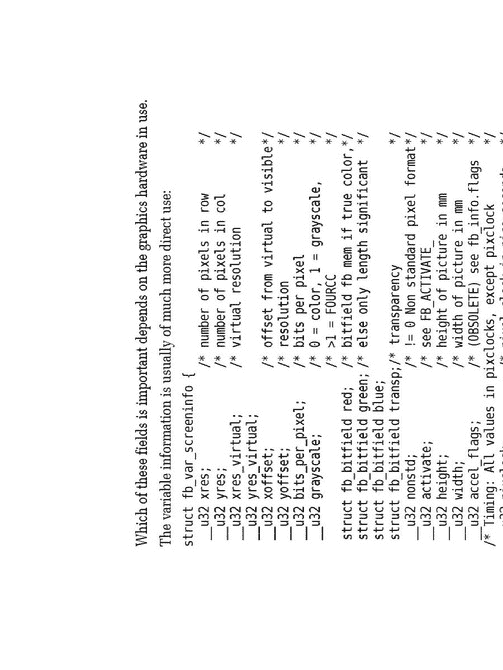 Which of these fields is important depends on the graphics hardware in use.
The variable information is usually of much more direct use:
struct fb_var_screeninfo {
__u32 xres; /* number of pixels in row */
__u32 yres; /* number of pixels in col */
__u32 xres_virtual; /* virtual resolution */
__u32 yres_virtual;
__u32 xoffset; /* offset from virtual to visible*/
__u32 yoffset; /* resolution */
__u32 bits_per_pixel; /* bits per pixel */
__u32 grayscale; /* 0 = color, 1 = grayscale,
/* >1 = FOURCC */
struct fb_bitfield red; /* bitfield fb mem if true color,*/
struct fb_bitfield green; /* else only length significant */
struct fb_bitfield blue;
struct fb_bitfield transp;/* transparency */
__u32 nonstd; /* != 0 Non standard pixel format*/
__u32 activate; /* see FB_ACTIVATE_ */
__u32 height; /* height of picture in mm */
__u32 width; /* width of picture in mm */
__u32 accel_flags; /* (OBSOLETE) see fb_info.flags */
/* Timing: All values in pixclocks, except pixclock */